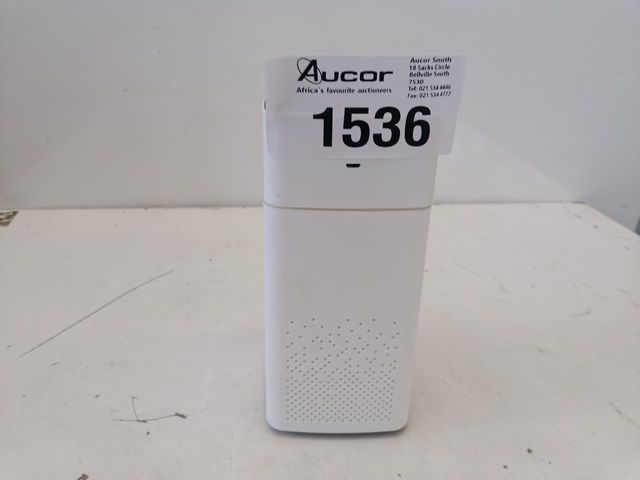 Aucor
Africa's favourite auctioneers
Aucor South
18 Sacks Circle
Bellville South
7530
Tel: 021 534 4446
Fax: 021 534 4777
1536